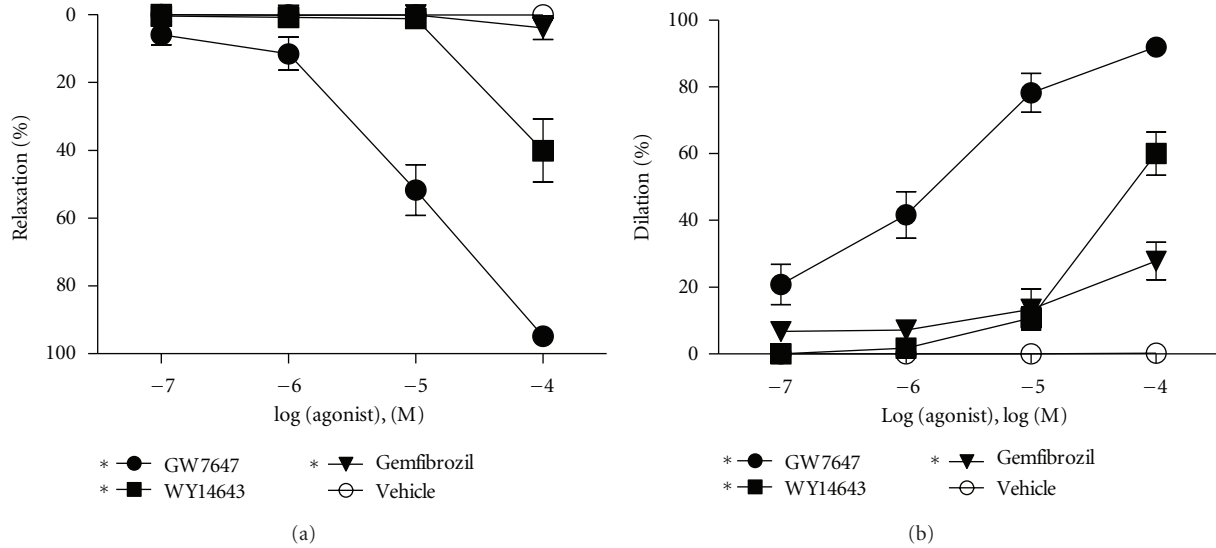 0
20
40
60
80
100
Relaxation (%)
−7
−6
−5
−4
log (agonist), (M)
* GW7647
* WY14643
* Gemfibrozil
Vehicle
(a)
100
80
60
40
20
0
Dilation (%)
−7
−6
−5
−4
Log (agonist), log (M)
* GW7647
* WY14643
* Gemfibrozil
Vehicle
(b)